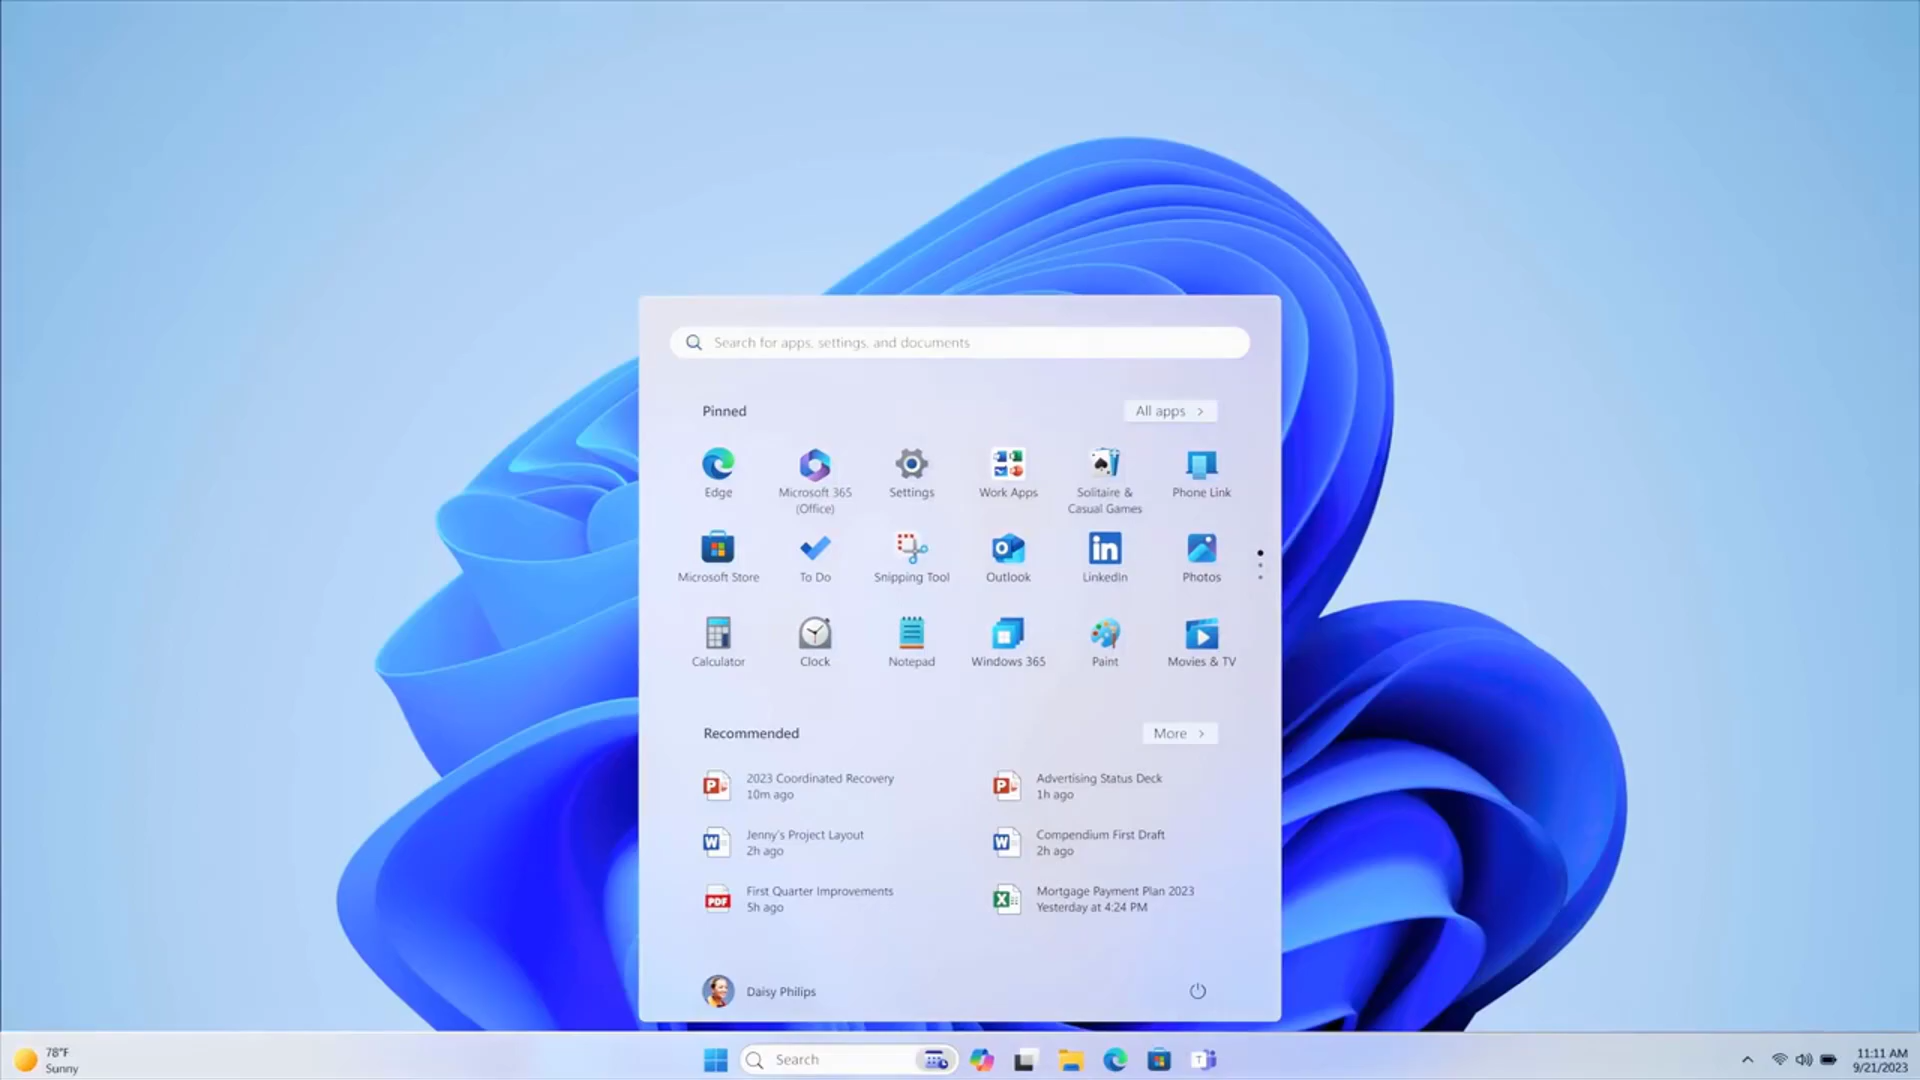 Search for apps, settings, and documents
Pinned
All apps
Edge
Microsoft 365
(Office)
Settings
Work Apps
Solitaire &
Casual Games
Phone Link
Microsoft Store
To Do
Snipping Tool
Outlook
LinkedIn
Photos
Calculator
Clock
Notepad
Windows 365
Paint
Movies & TV
Recommended
More
2023 Coordinated Recovery
10m ago
Advertising Status Deck
1h ago
Jenny's Project Layout
2h ago
Compendium First Draft
2h ago
First Quarter Improvements
5h ago
Mortgage Payment Plan 2023
Yesterday at 4:24 PM
PDF
Daisy Philips
78°F
Sunny
Search
11:11 AM
9/21/2023